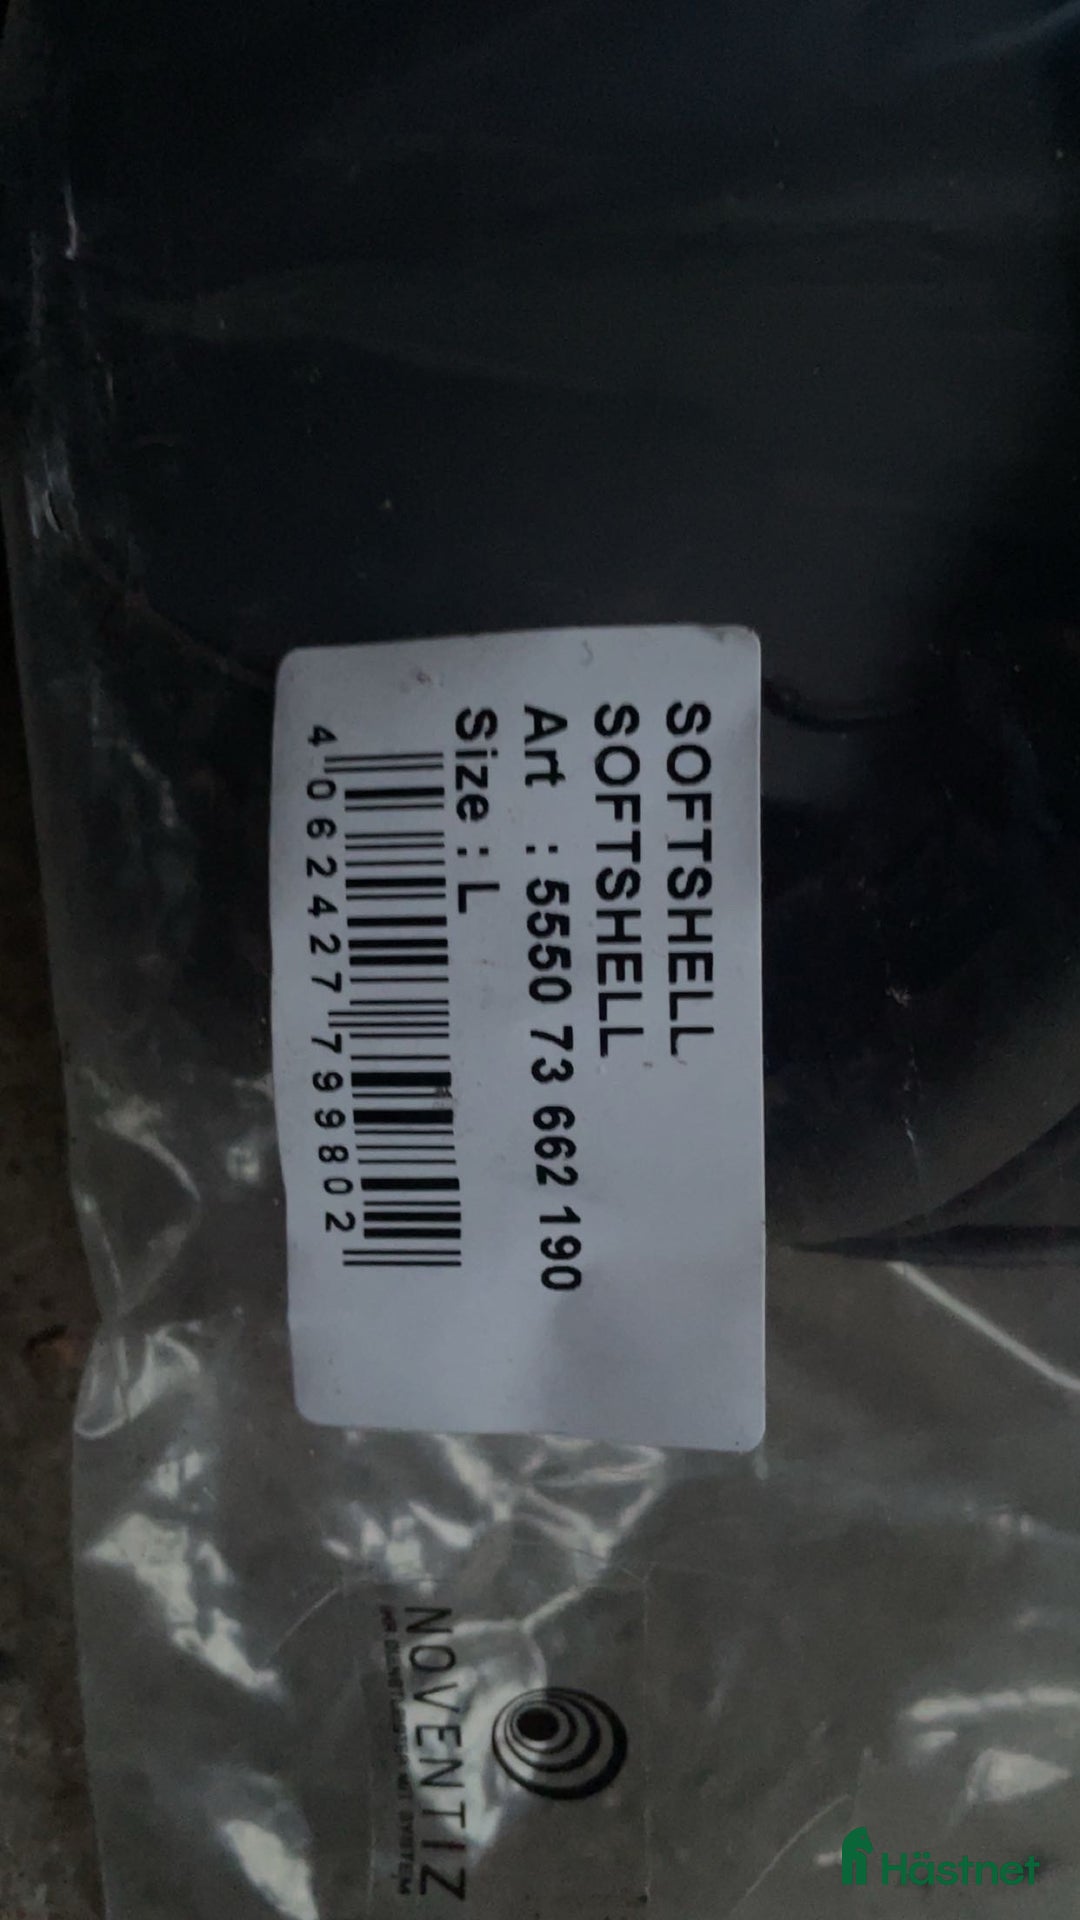 SOFTSHELL
SOFTSHELL
Art : 5550 73 662 190
Size : L
4 062427 799802
NOVENTIZ
Hästnet